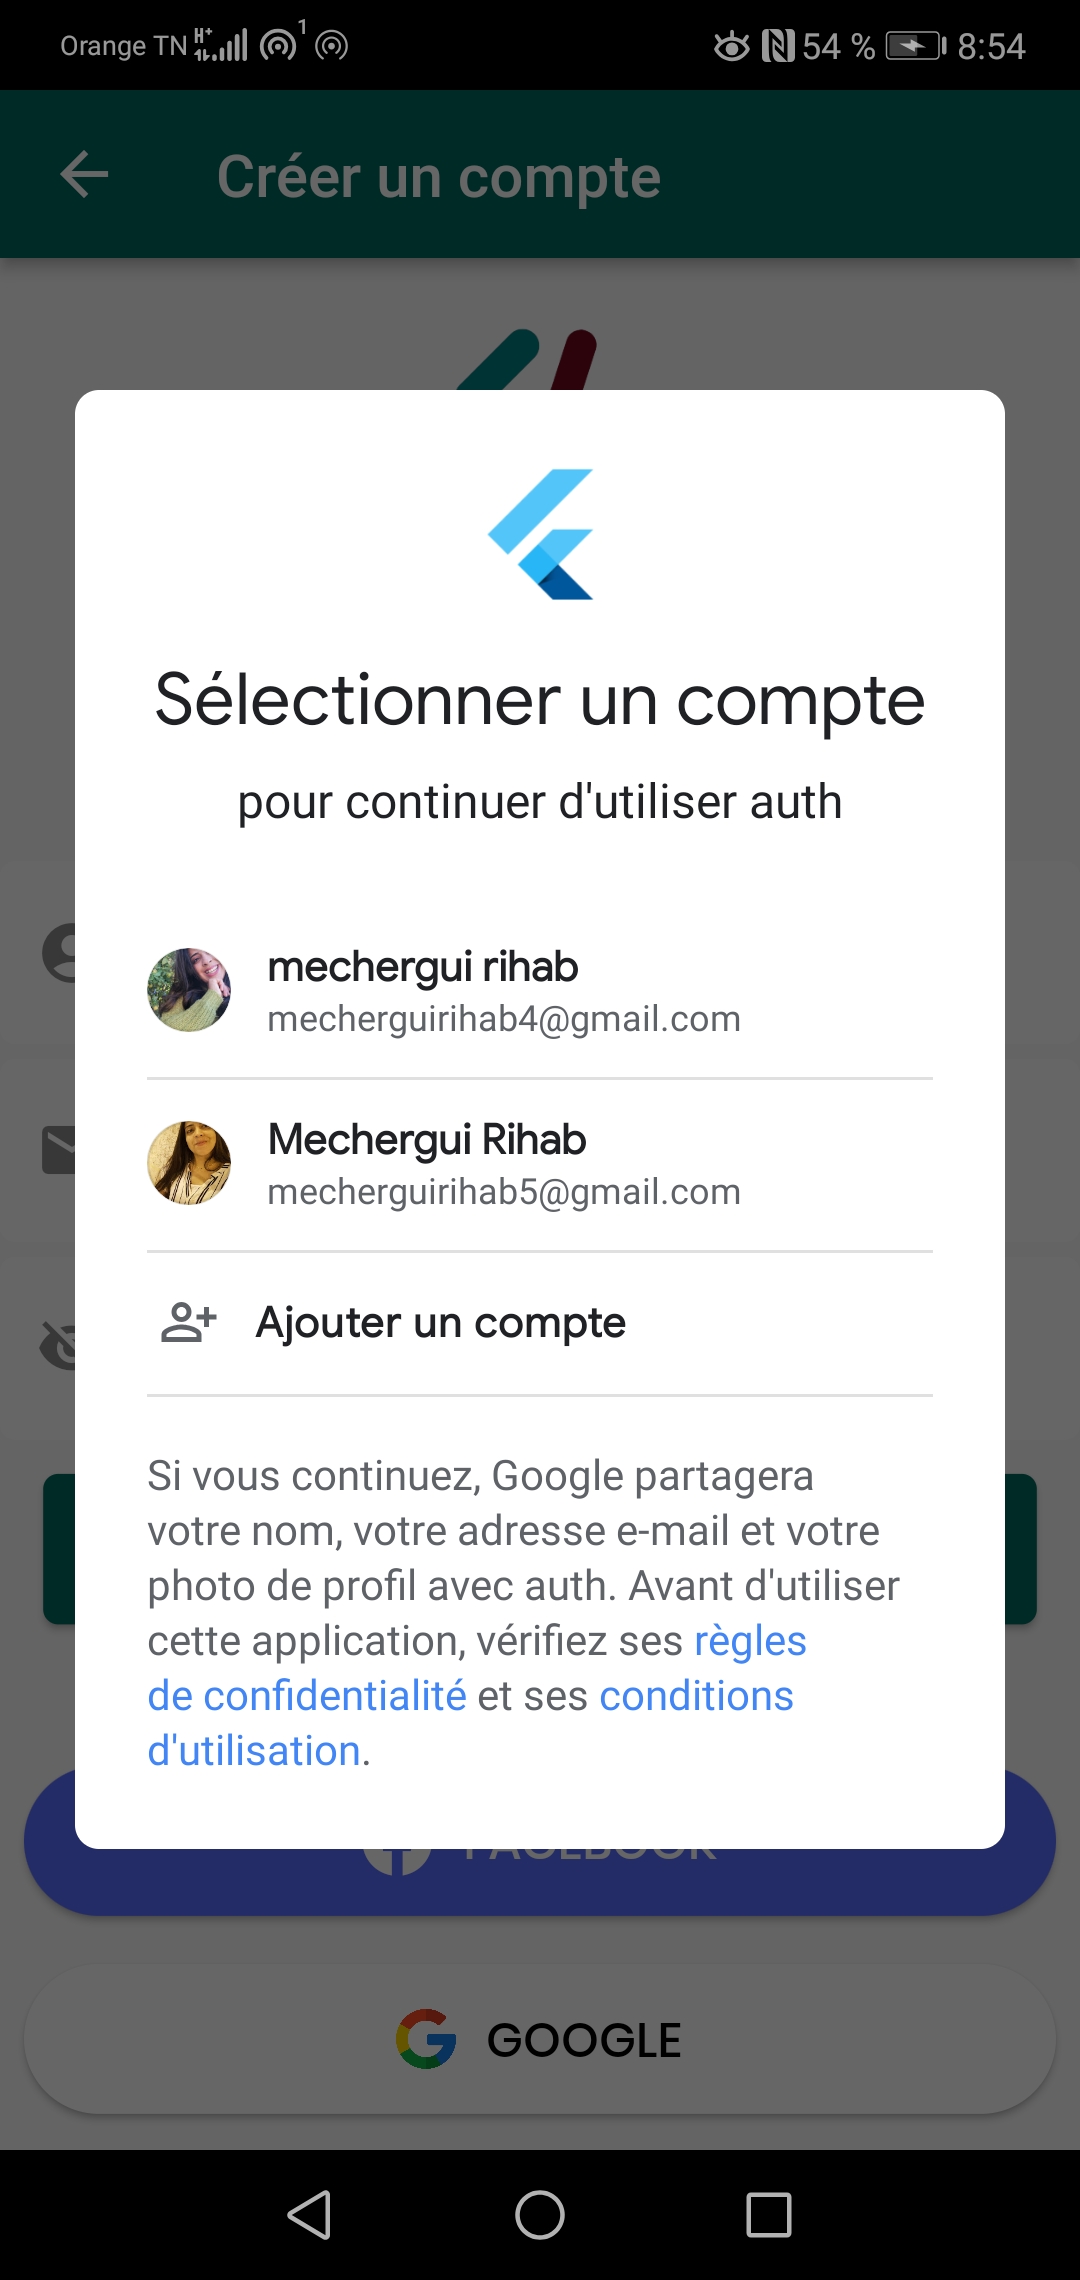 Orange TN H+ 1 54 % 8:54
Créer un compte
Sélectionner un compte
pour continuer d'utiliser auth
mechergui rihab
mecherguirihab4@gmail.com
Mechergui Rihab
mecherguirihab5@gmail.com
Ajouter un compte
Si vous continuez, Google partagera
votre nom, votre adresse e-mail et votre
photo de profil avec auth. Avant d'utiliser
cette application, vérifiez ses règles
de confidentialité et ses conditions
d'utilisation.
FACEBOOK
GOOGLE